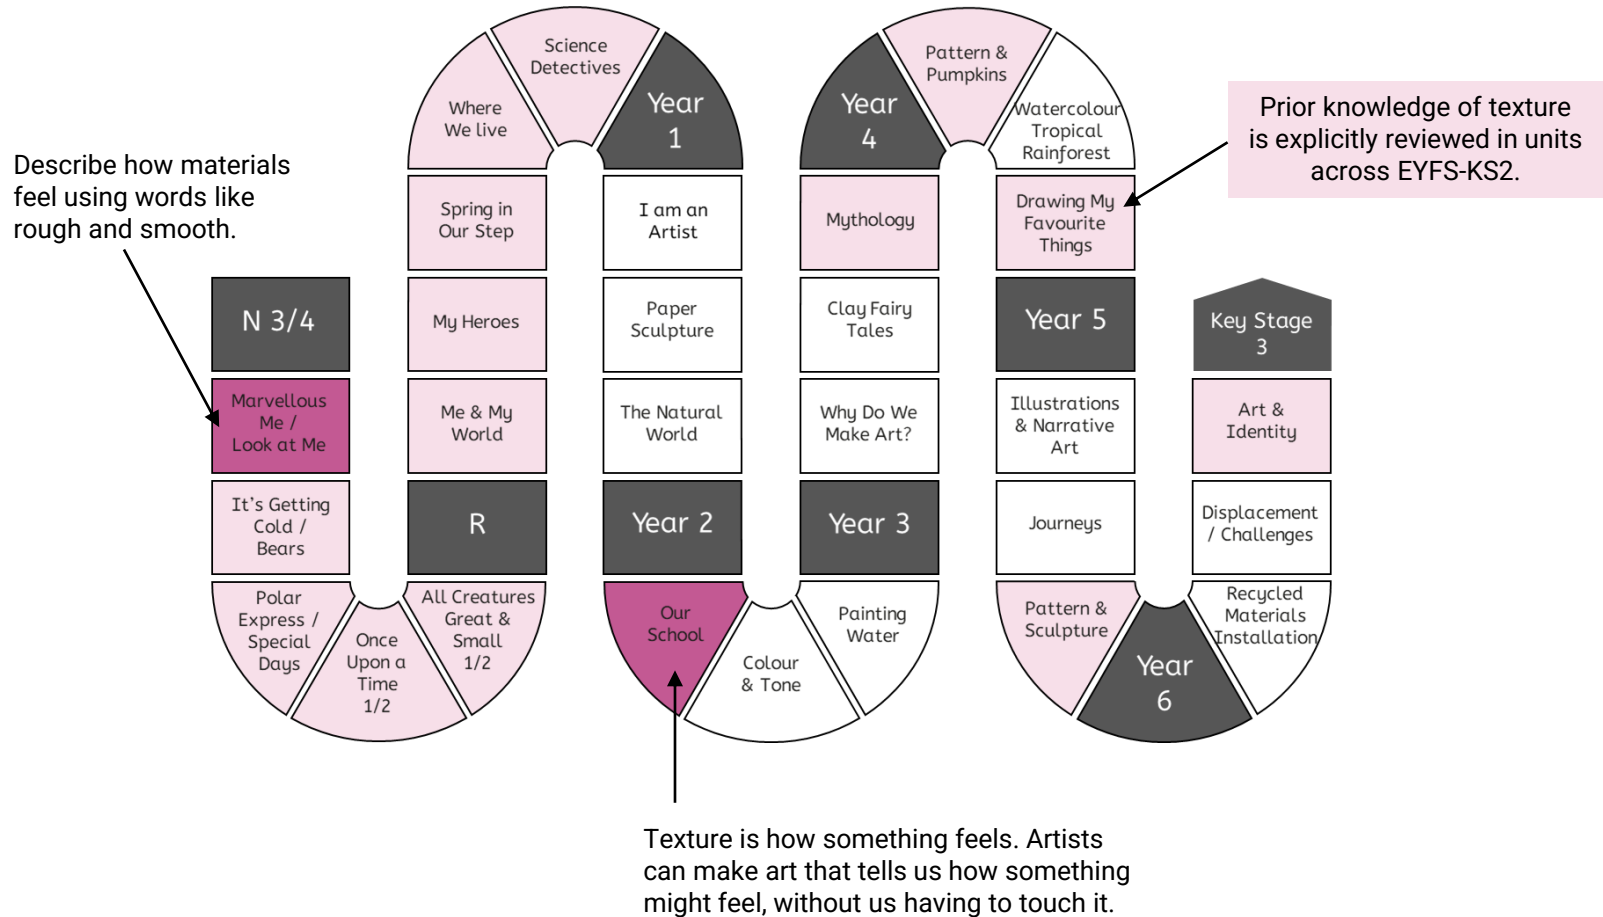 Describe how materials
feel using words like
rough and smooth.
N 3/4
Marvellous
Me /
Look at Me
It's Getting
Cold /
Bears
Polar
Express /
Special
Days
Once
Upon a
Time
1/2
All Creatures
Great &
Small
1/2
R
Me & My
World
My Heroes
Spring in
Our Step
Where
We live
Science
Detectives
Year
1
I am an
Artist
Paper
Sculpture
The Natural
World
Year 2
Our
School
Texture is how something feels. Artists
can make art that tells us how something
might feel, without us having to touch it.
Colour
& Tone
Painting
Water
Year 3
Why Do We
Make Art?
Clay Fairy
Tales
Mythology
Year
4
Pattern &
Pumpkins
Watercolour
Tropical
Rainforest
Drawing My
Favourite
Things
Prior knowledge of texture
is explicitly reviewed in units
across EYFS-KS2.
Year 5
Illustrations
& Narrative
Art
Journeys
Pattern &
Sculpture
Year
6
Recycled
Materials
Installation
Displacement
/ Challenges
Art &
Identity
Key Stage
3